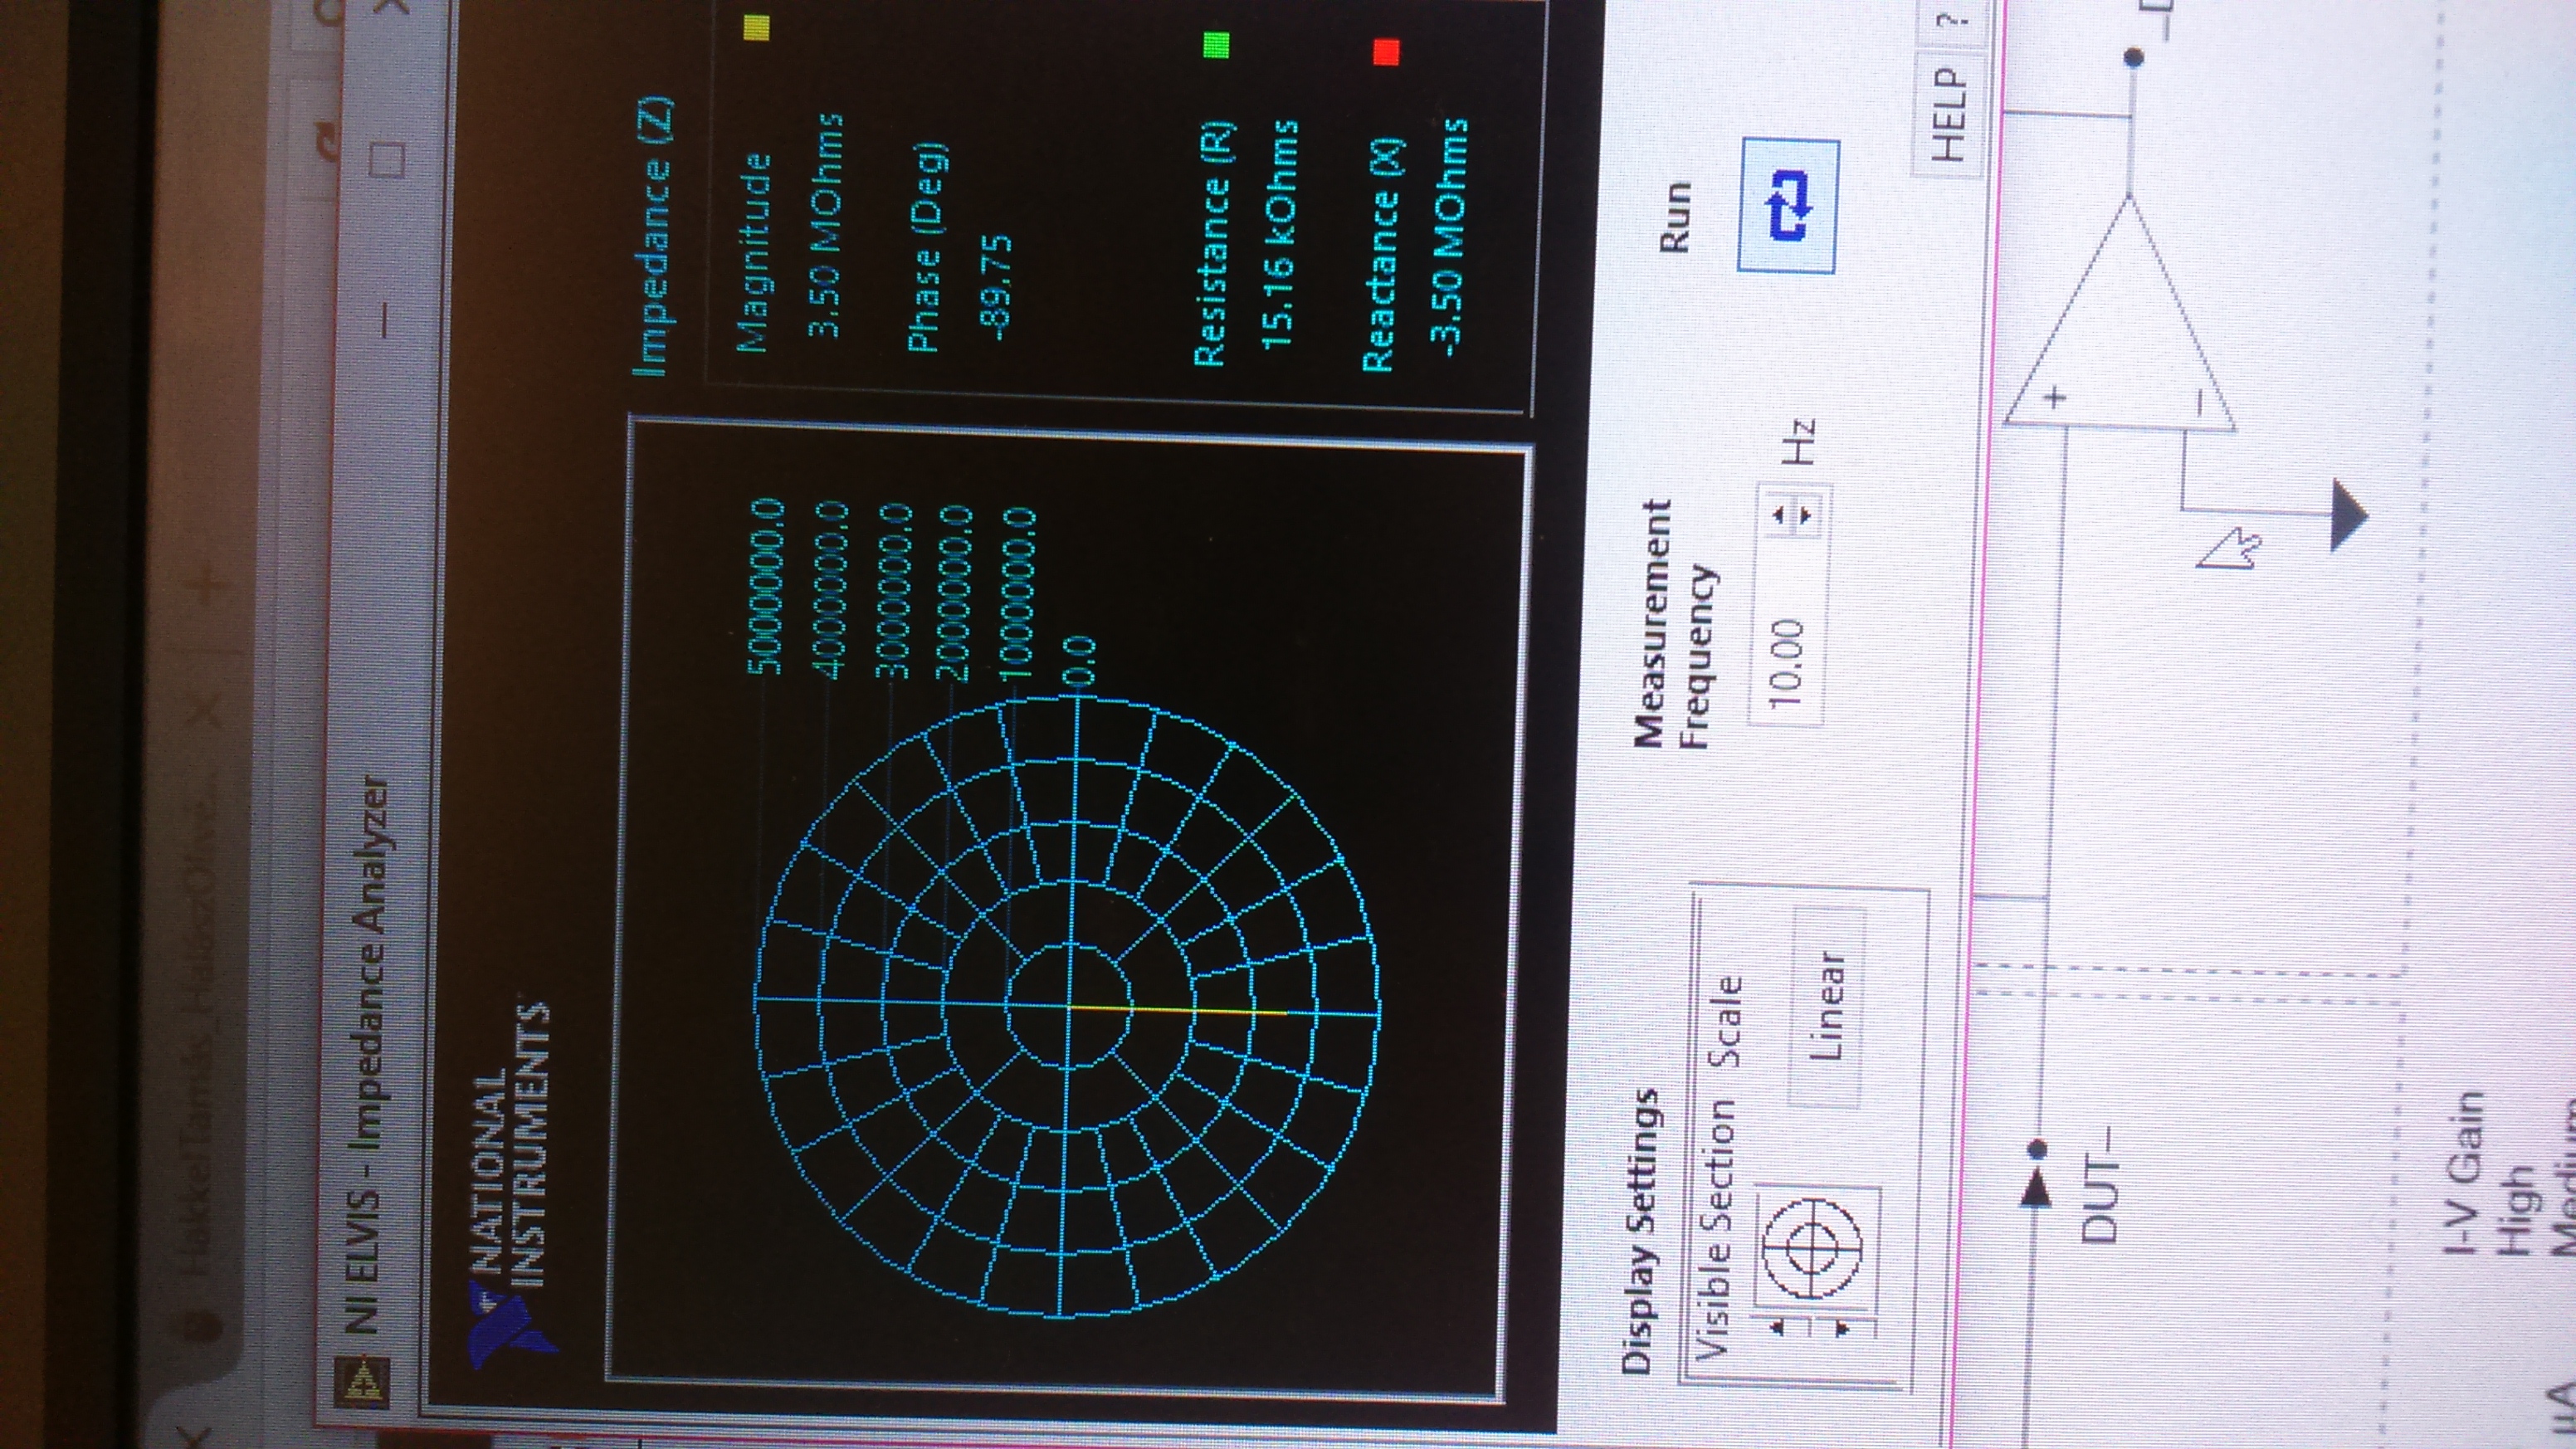 HakkelTamás_HalászOlivé...
NI ELVIS - Impedance Analyzer
NATIONAL
INSTRUMENTS
5000000.0
4000000.0
3000000.0
2000000.0
1000000.0
0.0
Impedance (Z)
Magnitude
3.50 MOhms
Phase (Deg)
-89.75
Resistance (R)
15.16 kOhms
Reactance (X)
-3.50 MOhms
Display Settings
Visible Section
Scale
Linear
Measurement
Frequency
10.00
Hz
Run
HELP
?
DUT–
+
–
I-V Gain
High
µA
Medium